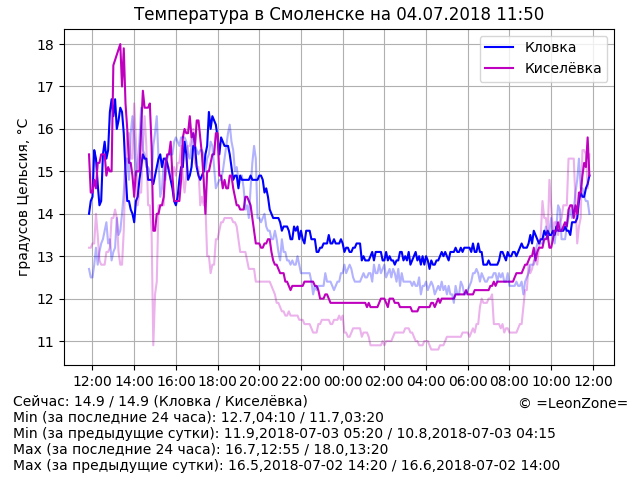 Температура в Смоленске на 04.07.2018 11:50
градусов Цельсия, °C
18
17
16
15
14
13
12
11
Кловка
Киселёвка
12:00 14:00 16:00 18:00 20:00 22:00 00:00 02:00 04:00 06:00 08:00 10:00 12:00
Сейчас: 14.9 / 14.9 (Кловка / Киселёвка)
© =LeonZone=
Min (за последние 24 часа): 12.7,04:10 / 11.7,03:20
Min (за предыдущие сутки): 11.9,2018-07-03 05:20 / 10.8,2018-07-03 04:15
Max (за последние 24 часа): 16.7,12:55 / 18.0,13:20
Max (за предыдущие сутки): 16.5,2018-07-02 14:20 / 16.6,2018-07-02 14:00